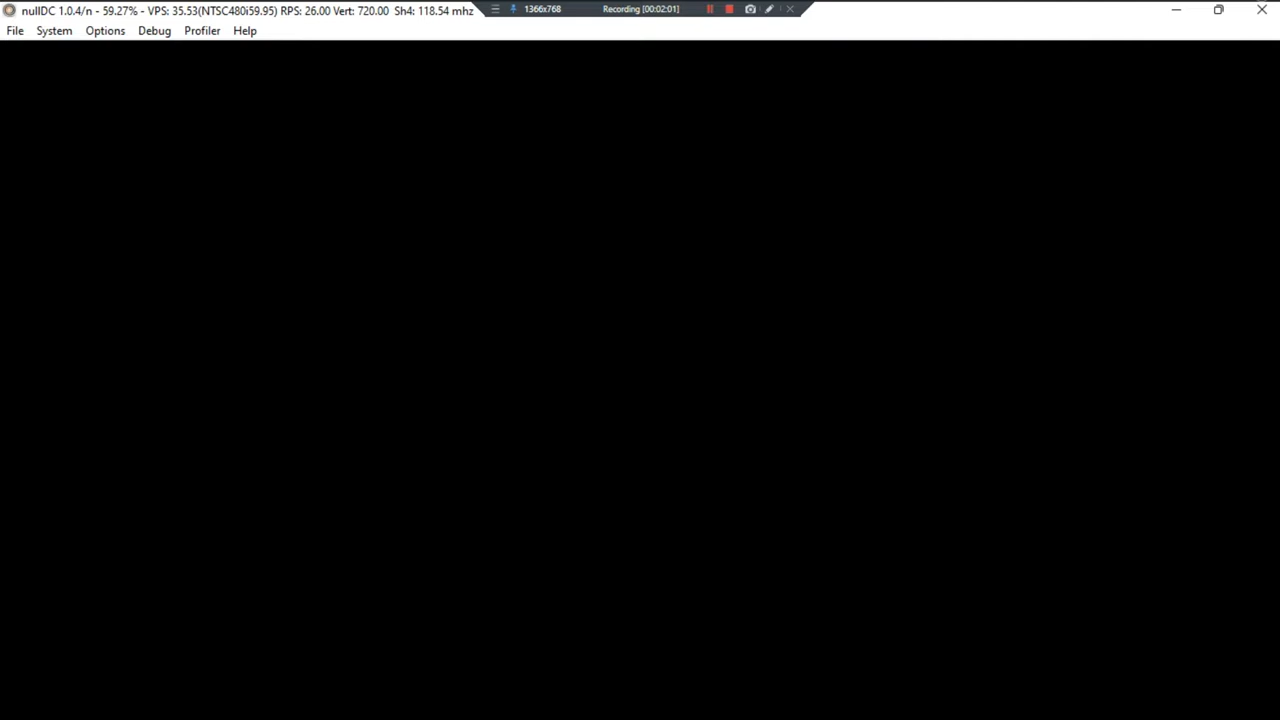 nullDC 1.0.4/n - 59.27% - VPS: 35.53(NTSC480i59.95) RPS: 26.00 Vert: 720.00 Sh4: 118.54 mhz
1366x768 Recording [00:02:01]
File System Options Debug Profiler Help